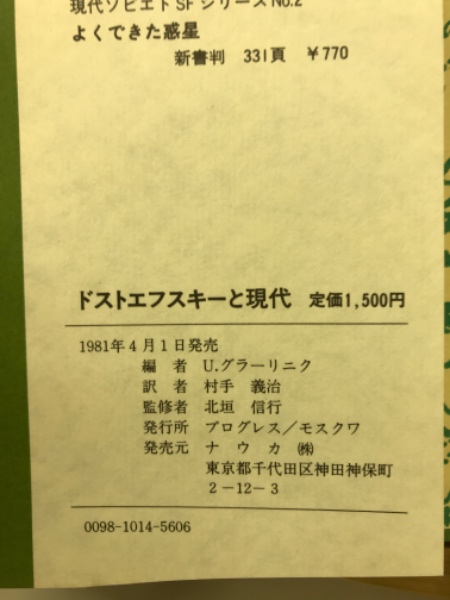 現代ソビエトSFシリーズNo.2
よくできた惑星
新書判 331頁 ￥770
ドストエフスキーと現代 定価1,500円
1981年4月1日発売
編者 U.グラーリニク
訳者 村手義治
監修者 北垣信行
発行所 プログレス／モスクワ
発売元 ナウカ㈱
東京都千代田区神田神保町
2－12－3
0098-1014-5606